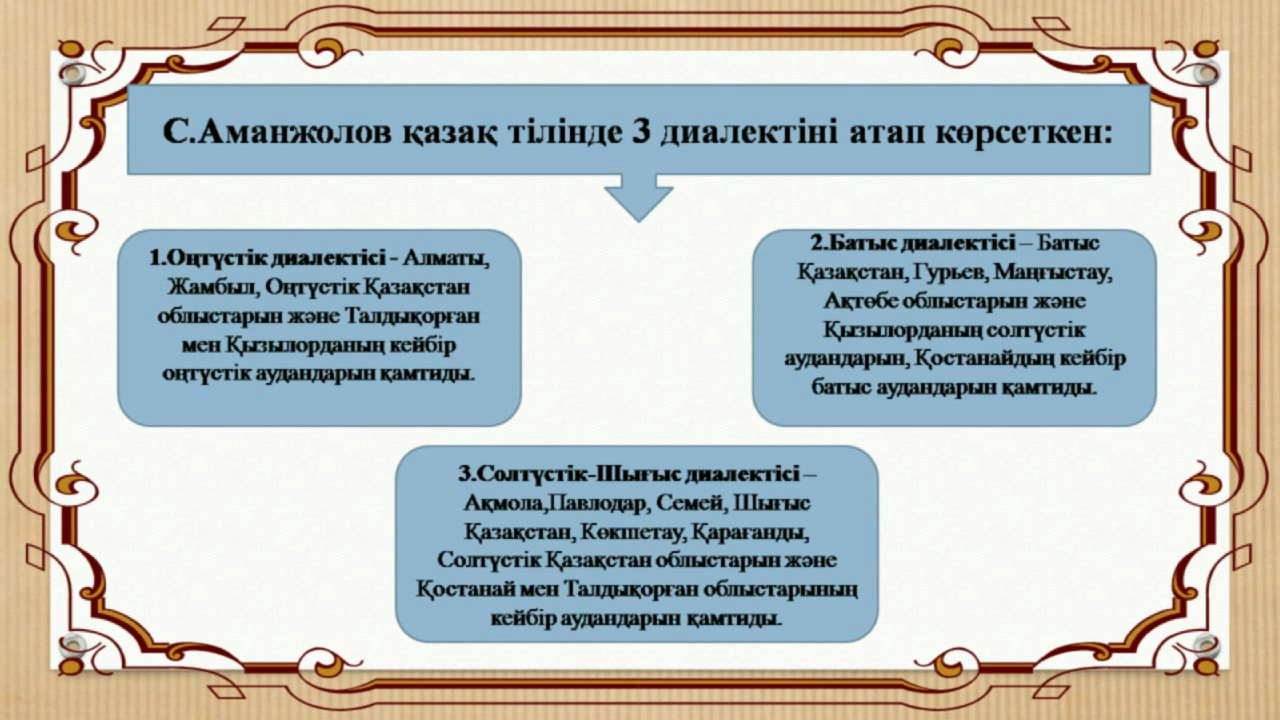 С.Аманжолов қазақ тілінде 3 диалектіні атап көрсеткен:
1.Оңтүстік диалектісі - Алматы,
Жамбыл, Оңтүстік Қазақстан
облыстарын және Талдықорған
мен Қызылорданың кейбір
оңтүстік аудандарын қамтиды.
2.Батыс диалектісі – Батыс
Қазақстан, Гурьев, Маңғыстау,
Ақтөбе облыстарын және
Қызылорданың солтүстік
аудандарын, Қостанайдың кейбір
батыс аудандарын қамтиды.
3.Солтүстік-Шығыс диалектісі –
Ақмола,Павлодар, Семей, Шығыс
Қазақстан, Көкшетау, Қарағанды,
Солтүстік Қазақстан облыстарын және
Қостанай мен Талдықорған облыстарының
кейбір аудандарын қамтиды.